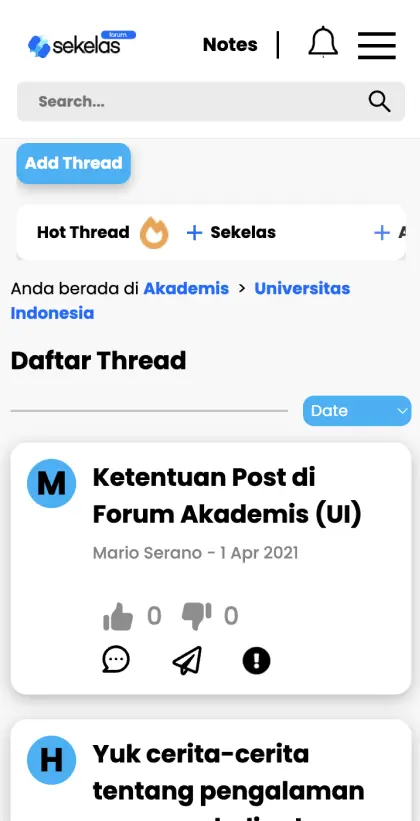 forum
sekelas
Notes
Search...
Add Thread
Hot Thread
+ Sekelas
+
Anda berada di Akademis > Universitas
Indonesia
Daftar Thread
Date
M
Ketentuan Post di
Forum Akademis (UI)
Mario Serano - 1 Apr 2021
0
0
H
Yuk cerita-cerita
tentang pengalaman